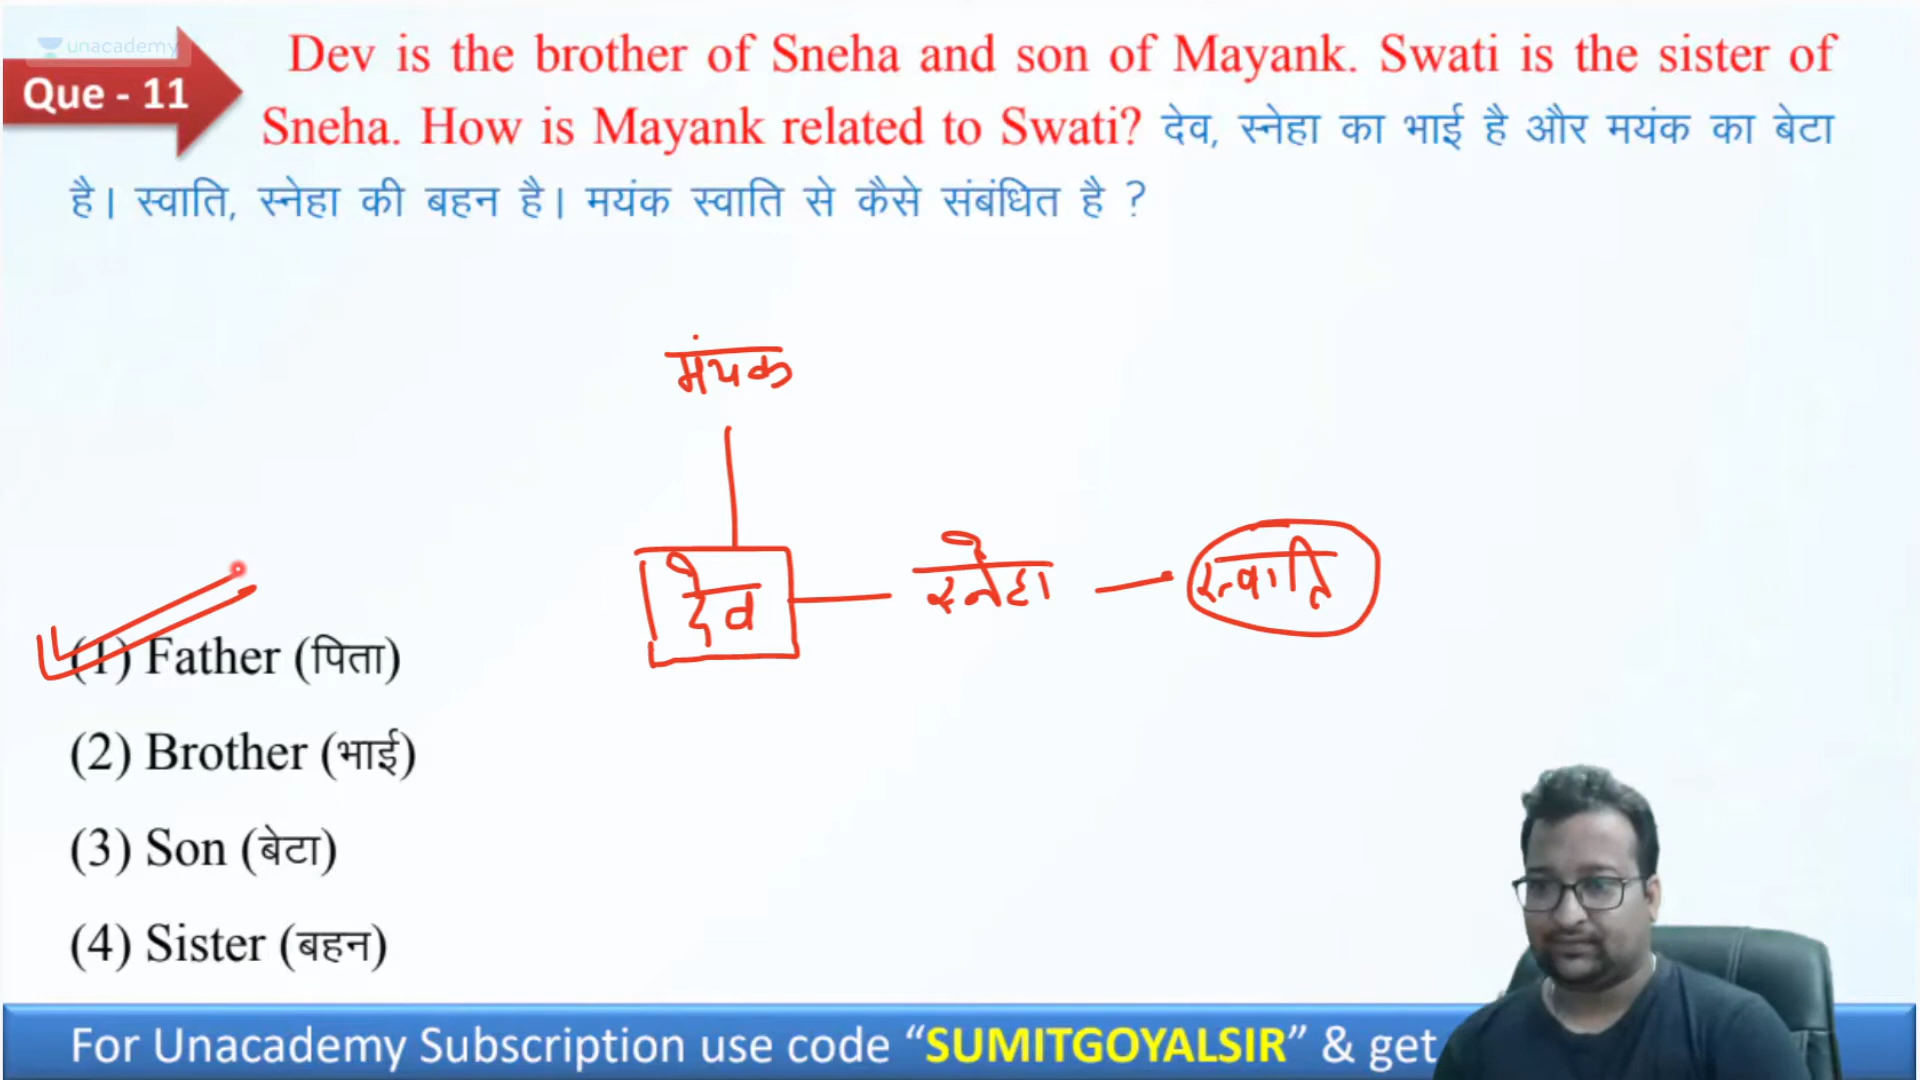 unacademy
Que - 11
Dev is the brother of Sneha and son of Mayank. Swati is the sister of
Sneha. How is Mayank related to Swati? देव, स्नेहा का भाई है और मयंक का बेटा
है। स्वाति, स्नेहा की बहन है। मयंक स्वाति से कैसे संबंधित है ?
मयंक
देव स्नेहा स्वाति
(1) Father (पिता)
(2) Brother (भाई)
(3) Son (बेटा)
(4) Sister (बहन)
For Unacademy Subscription use code “SUMITGOYALSIR” & get